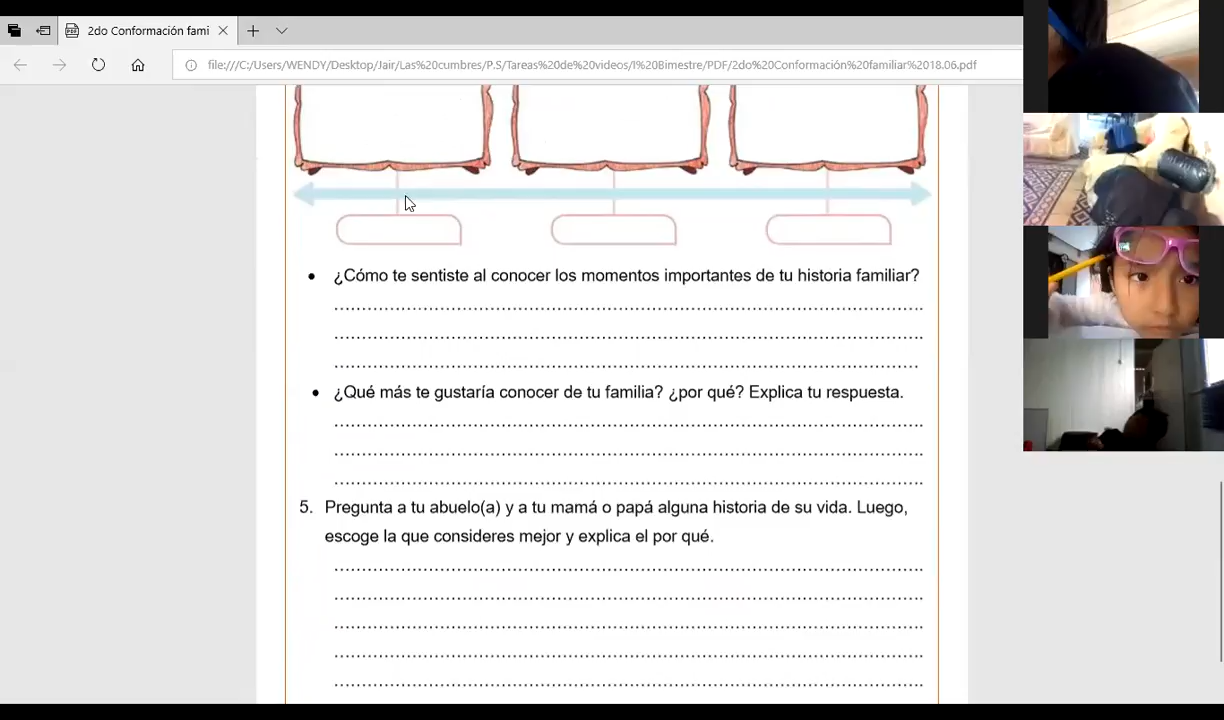 2do Conformación fami
file:///C:/Users/WENDY/Desktop/Jair/Las%20cumbres/P.S/Tareas%20de%20videos/I%20Bimestre/PDF/2do%20Conformación%20familiar%2018.06.pdf
• ¿Cómo te sentiste al conocer los momentos importantes de tu historia familiar?
• ¿Qué más te gustaría conocer de tu familia? ¿por qué? Explica tu respuesta.
5. Pregunta a tu abuelo(a) y a tu mamá o papá alguna historia de su vida. Luego,
escoge la que consideres mejor y explica el por qué.